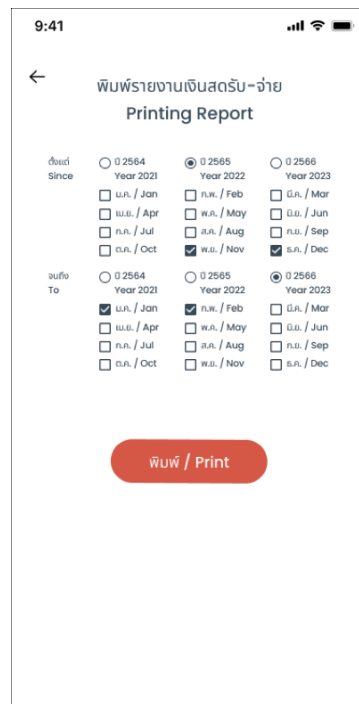 9:41
พิมพ์รายงานเงินสดรับ-จ่าย
Printing Report
ตั้งแต่ ปี 2564 ปี 2565 ปี 2566
Since Year 2021 Year 2022 Year 2023
ม.ค. / Jan ก.พ. / Feb มี.ค. / Mar
เม.ย. / Apr พ.ค. / May มิ.ย. / Jun
ก.ค. / Jul ส.ค. / Aug ก.ย. / Sep
ต.ค. / Oct พ.ย. / Nov ธ.ค. / Dec
จนถึง ปี 2564 ปี 2565 ปี 2566
To Year 2021 Year 2022 Year 2023
ม.ค. / Jan ก.พ. / Feb มี.ค. / Mar
เม.ย. / Apr พ.ค. / May มิ.ย. / Jun
ก.ค. / Jul ส.ค. / Aug ก.ย. / Sep
ต.ค. / Oct พ.ย. / Nov ธ.ค. / Dec
พิมพ์ / Print